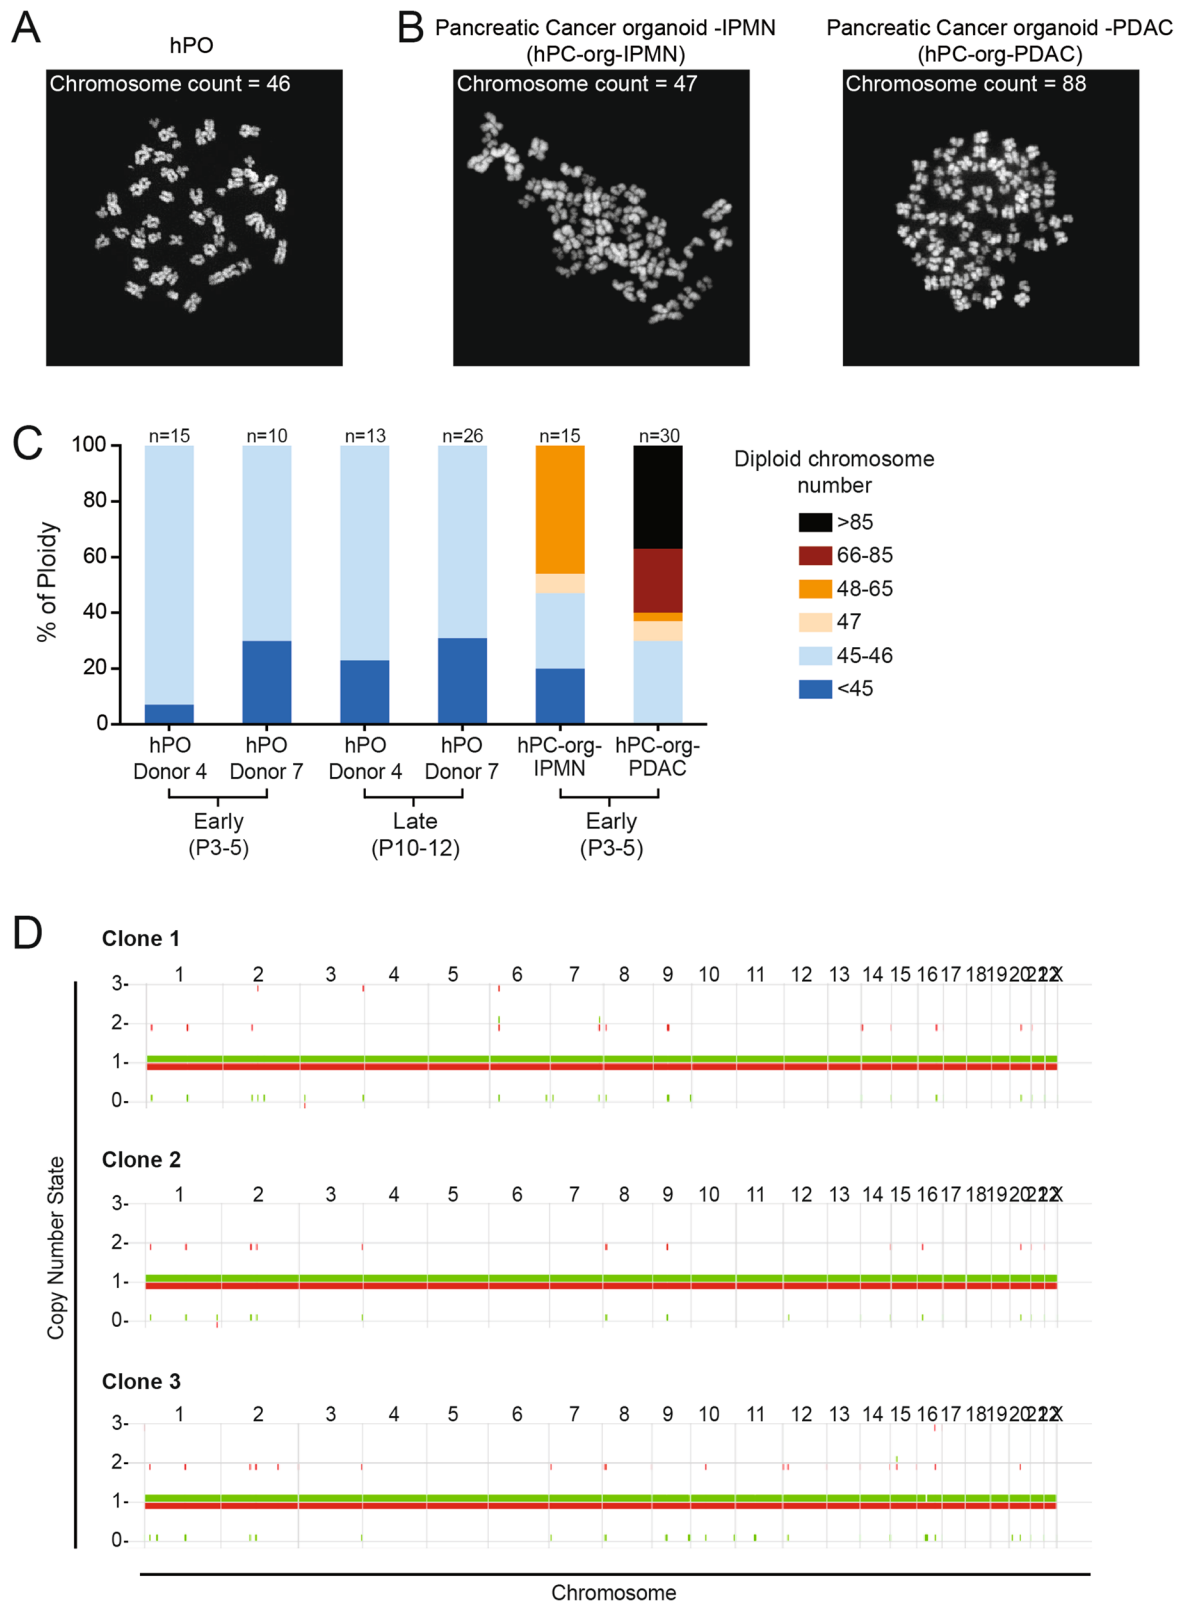 A
hPO
Chromosome count = 46
B
Pancreatic Cancer organoid -IPMN
(hPC-org-IPMN)
Chromosome count = 47
Pancreatic Cancer organoid -PDAC
(hPC-org-PDAC)
Chromosome count = 88
C
n=15 n=10 n=13 n=26 n=15 n=30
100
80
60
40
20
0
% of Ploidy
hPO
Donor 4
hPO
Donor 7
hPO
Donor 4
hPO
Donor 7
hPC-org-
IPMN
hPC-org-
PDAC
Early
(P3-5)
Late
(P10-12)
Early
(P3-5)
Diploid chromosome
number
>85
66-85
48-65
47
45-46
<45
D
Copy Number State
Clone 1
1 2 3 4 5 6 7 8 9 10 11 12 13 14 15 16 17 18 19 20 21 22 X
3-
2-
1-
0-
Clone 2
1 2 3 4 5 6 7 8 9 10 11 12 13 14 15 16 17 18 19 20 21 22 X
3-
2-
1-
0-
Clone 3
1 2 3 4 5 6 7 8 9 10 11 12 13 14 15 16 17 18 19 20 21 22 X
3-
2-
1-
0-
Chromosome